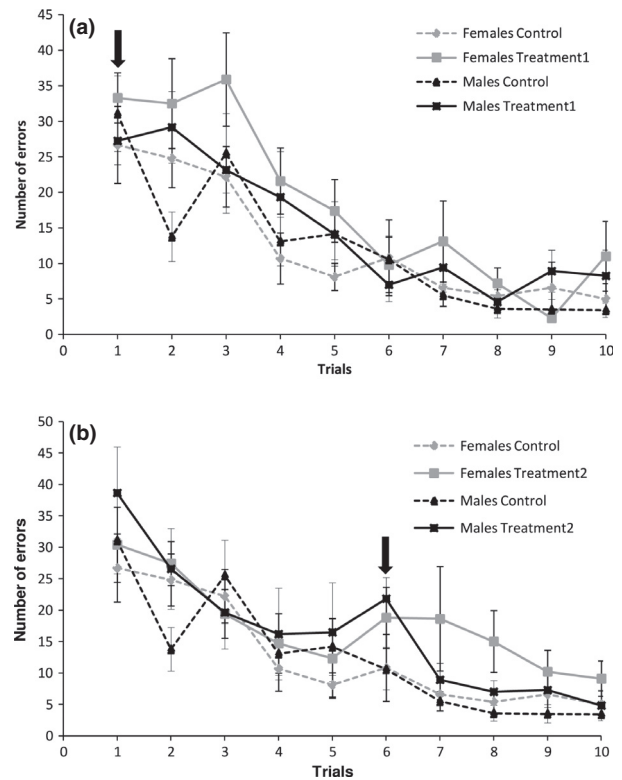 (a)
45
40
35
30
25
20
15
10
5
0
Number of errors
Females Control
Females Treatment1
Males Control
Males Treatment1
0 1 2 3 4 5 6 7 8 9 10
Trials
(b)
50
45
40
35
30
25
20
15
10
5
0
Number of errors
Females Control
Females Treatment2
Males Control
Males Treatment2
0 1 2 3 4 5 6 7 8 9 10
Trials